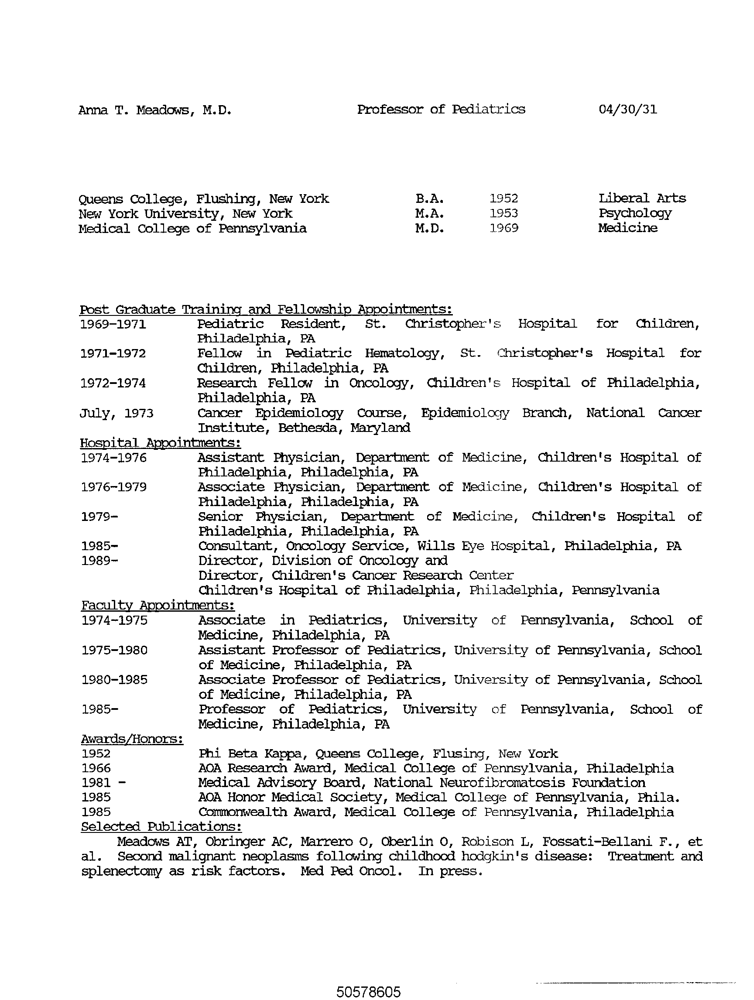 Anna T. Meadows, M.D. Professor of Pediatrics 04/30/31
Queens College, Flushing, New York B.A. 1952 Liberal Arts
New York University, New York M.A. 1953 Psychology
Medical College of Pennsylvania M.D. 1969 Medicine
Post Graduate Training and Fellowship Appointments:
1969-1971 Pediatric Resident, St. Christopher's Hospital for Children,
Philadelphia, PA
1971-1972 Fellow in Pediatric Hematology, St. Christopher's Hospital for
Children, Philadelphia, PA
1972-1974 Research Fellow in Oncology, Children's Hospital of Philadelphia,
Philadelphia, PA
July, 1973 Cancer Epidemiology Course, Epidemiology Branch, National Cancer
Institute, Bethesda, Maryland
Hospital Appointments:
1974-1976 Assistant Physician, Department of Medicine, Children's Hospital of
Philadelphia, Philadelphia, PA
1976-1979 Associate Physician, Department of Medicine, Children's Hospital of
Philadelphia, Philadelphia, PA
1979- Senior Physician, Department of Medicine, Children's Hospital of
Philadelphia, Philadelphia, PA
1985- Consultant, Oncology Service, Wills Eye Hospital, Philadelphia, PA
1989- Director, Division of Oncology and
Director, Children's Cancer Research Center
Children's Hospital of Philadelphia, Philadelphia, Pennsylvania
Faculty Appointments:
1974-1975 Associate in Pediatrics, University of Pennsylvania, School of
Medicine, Philadelphia, PA
1975-1980 Assistant Professor of Pediatrics, University of Pennsylvania, School
of Medicine, Philadelphia, PA
1980-1985 Associate Professor of Pediatrics, University of Pennsylvania, School
of Medicine, Philadelphia, PA
1985- Professor of Pediatrics, University of Pennsylvania, School of
Medicine, Philadelphia, PA
Awards/Honors:
1952 Phi Beta Kappa, Queens College, Flusing, New York
1966 AOA Research Award, Medical College of Pennsylvania, Philadelphia
1981 - Medical Advisory Board, National Neurofibromatosis Foundation
1985 AOA Honor Medical Society, Medical College of Pennsylvania, Phila.
1985 Commonwealth Award, Medical College of Pennsylvania, Philadelphia
Selected Publications:
Meadows AT, Obringer AC, Marrero O, Oberlin O, Robison L, Fossati-Bellani F., et
al. Second malignant neoplasms following childhood hodgkin's disease: Treatment and
splenectomy as risk factors. Med Ped Oncol. In press.
50578605